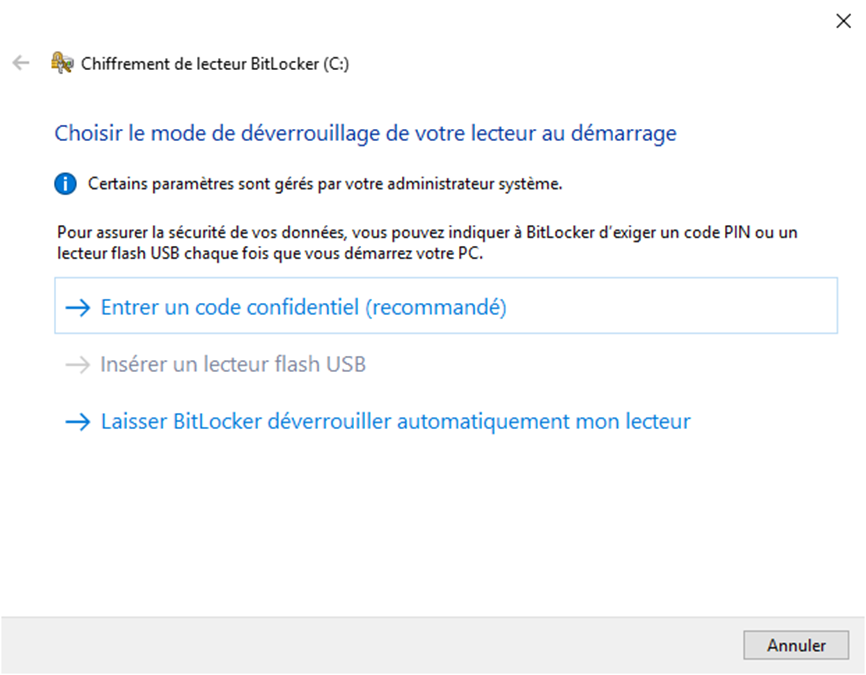 Chiffrement de lecteur BitLocker (C:)
Choisir le mode de déverrouillage de votre lecteur au démarrage
Certains paramètres sont gérés par votre administrateur système.
Pour assurer la sécurité de vos données, vous pouvez indiquer à BitLocker d’exiger un code PIN ou un
lecteur flash USB chaque fois que vous démarrez votre PC.
Entrer un code confidentiel (recommandé)
Insérer un lecteur flash USB
Laisser BitLocker déverrouiller automatiquement mon lecteur
Annuler